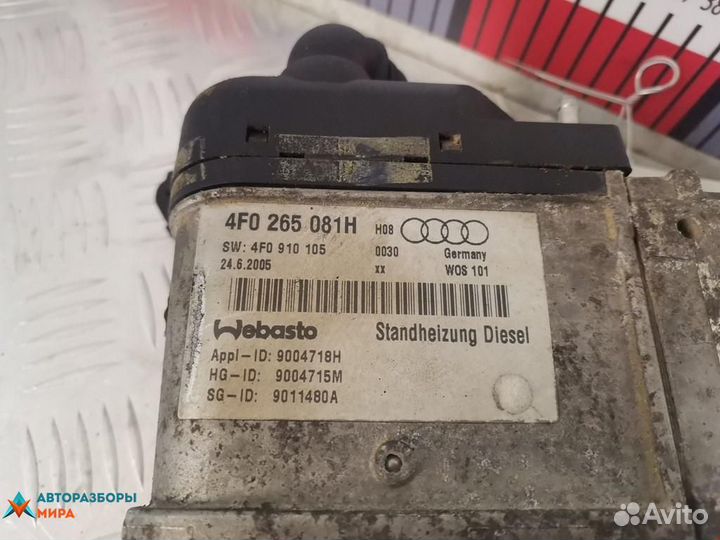 4F0 265 081H H08
SW: 4F0 910 105 0030 Germany
24.6.2005 xx WOS 101
Webasto Standheizung Diesel
Appl-ID: 9004718H
HG-ID: 9004715M
SG-ID: 9011480A
АВТОРАЗБОРЫ
МИРА
Avito